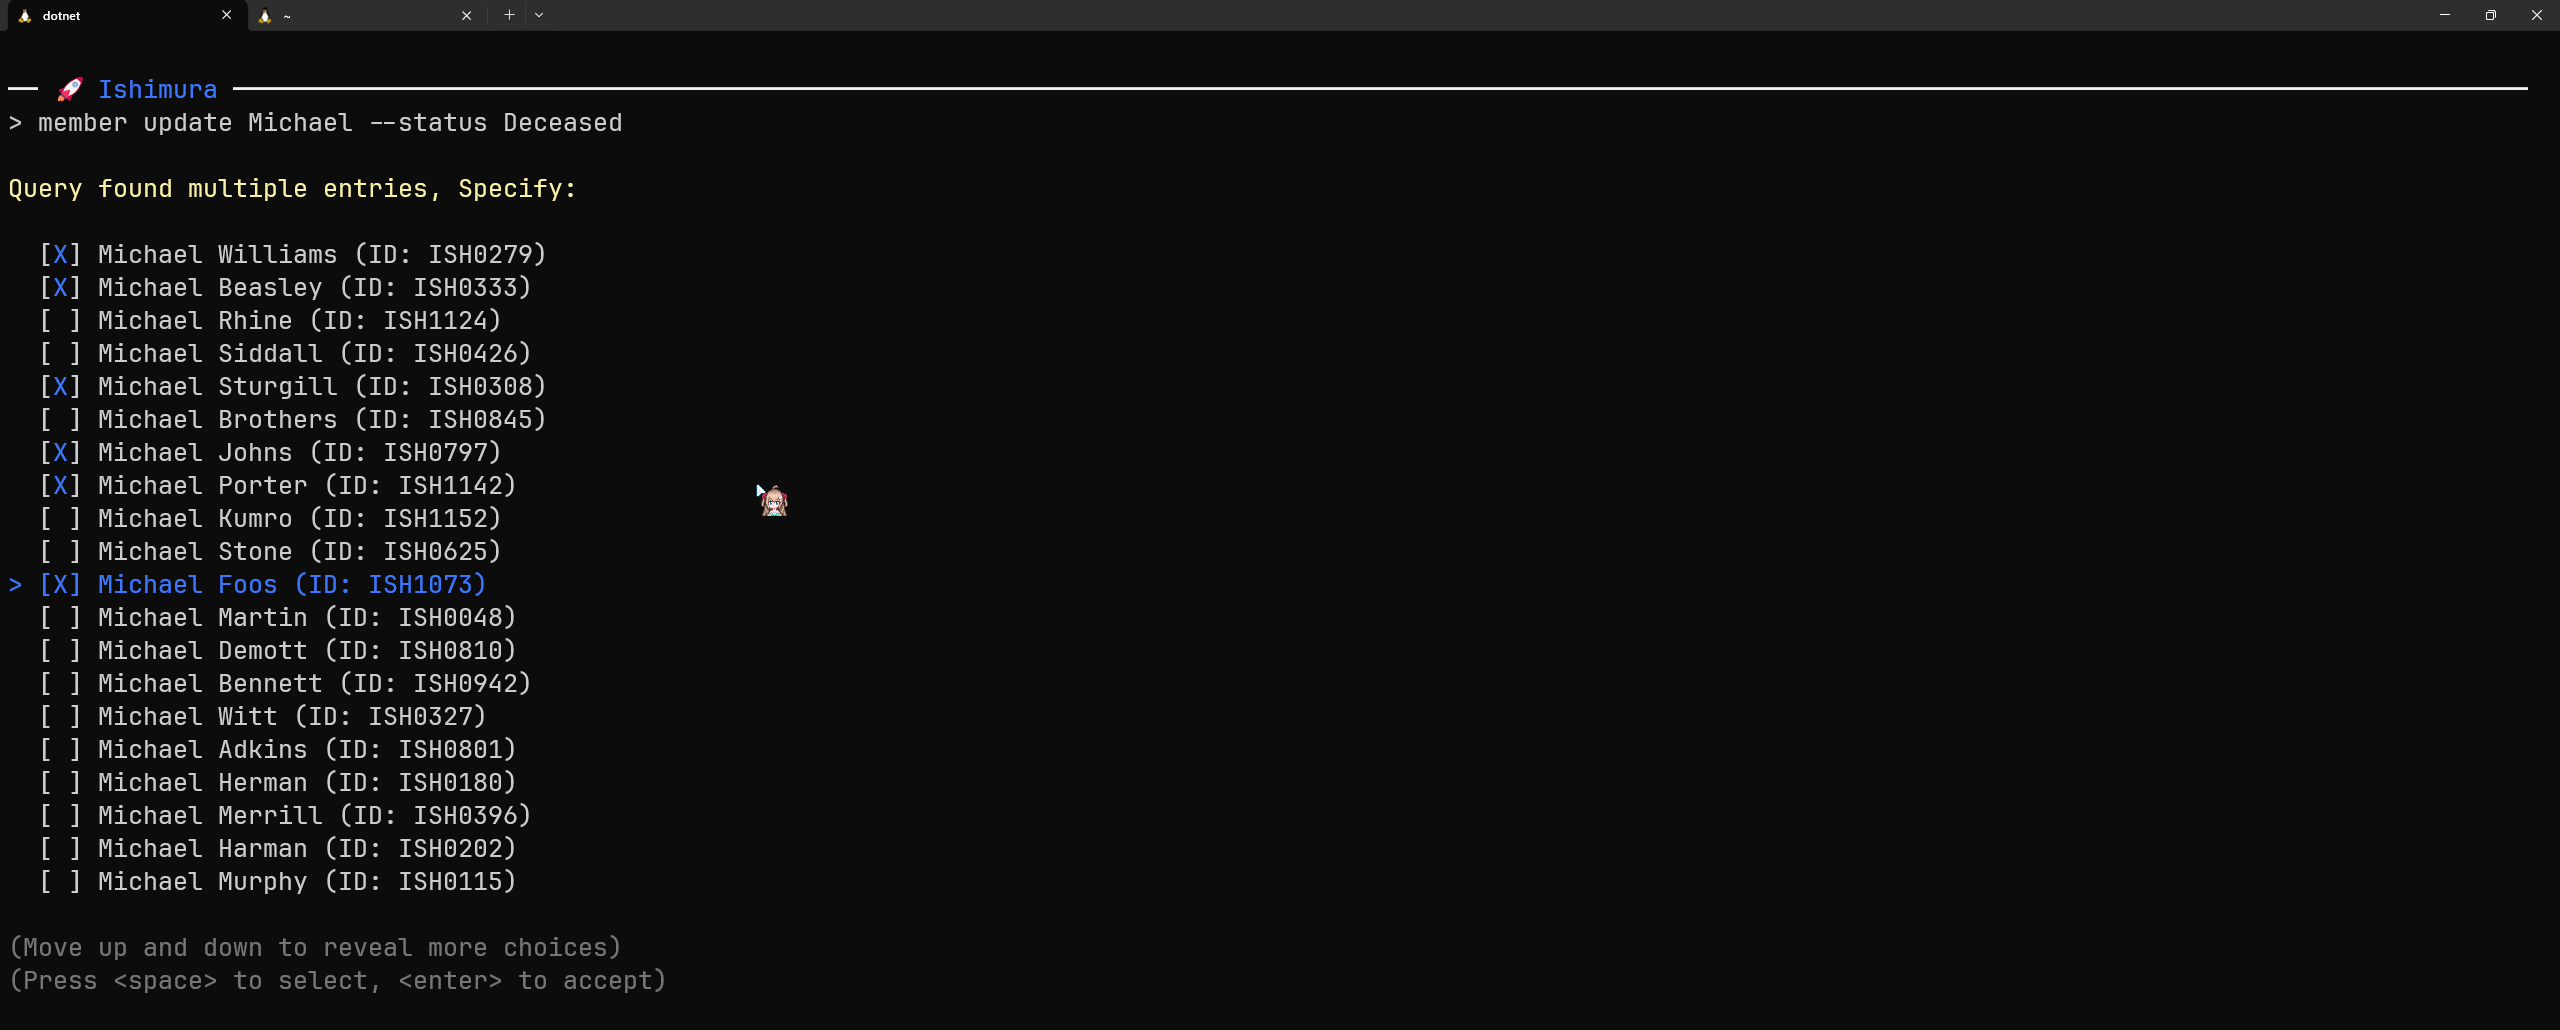 dotnet
~
Ishimura
> member update Michael --status Deceased
Query found multiple entries, Specify:
[X] Michael Williams (ID: ISH0279)
[X] Michael Beasley (ID: ISH0333)
[ ] Michael Rhine (ID: ISH1124)
[ ] Michael Siddall (ID: ISH0426)
[X] Michael Sturgill (ID: ISH0308)
[ ] Michael Brothers (ID: ISH0845)
[X] Michael Johns (ID: ISH0797)
[X] Michael Porter (ID: ISH1142)
[ ] Michael Kumro (ID: ISH1152)
[ ] Michael Stone (ID: ISH0625)
> [X] Michael Foos (ID: ISH1073)
[ ] Michael Martin (ID: ISH0048)
[ ] Michael Demott (ID: ISH0810)
[ ] Michael Bennett (ID: ISH0942)
[ ] Michael Witt (ID: ISH0327)
[ ] Michael Adkins (ID: ISH0801)
[ ] Michael Herman (ID: ISH0180)
[ ] Michael Merrill (ID: ISH0396)
[ ] Michael Harman (ID: ISH0202)
[ ] Michael Murphy (ID: ISH0115)
(Move up and down to reveal more choices)
(Press <space> to select, <enter> to accept)